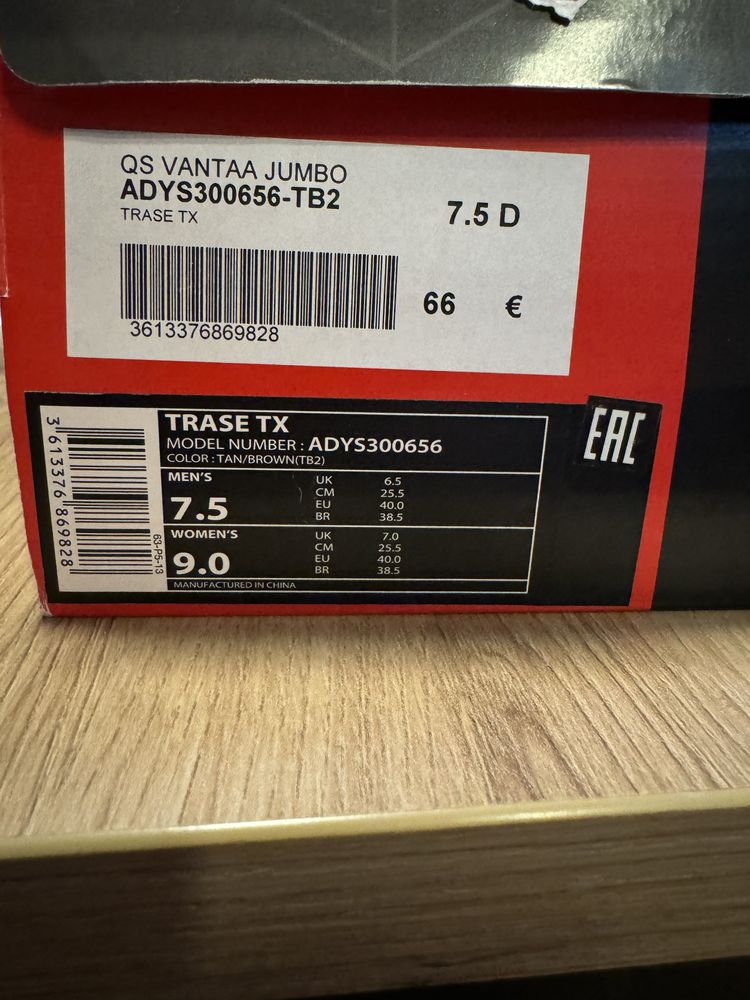 QS VANTAA JUMBO
ADYS300656-TB2
TRASE TX
7.5 D
66 €
3613376869828
3 613376 869828
63-P5-13
TRASE TX
MODEL NUMBER : ADYS300656
COLOR : TAN/BROWN(TB2)
MEN'S
7.5
UK 6.5
CM 25.5
EU 40.0
BR 38.5
WOMEN'S
9.0
UK 7.0
CM 25.5
EU 40.0
BR 38.5
MANUFACTURED IN CHINA
EAC